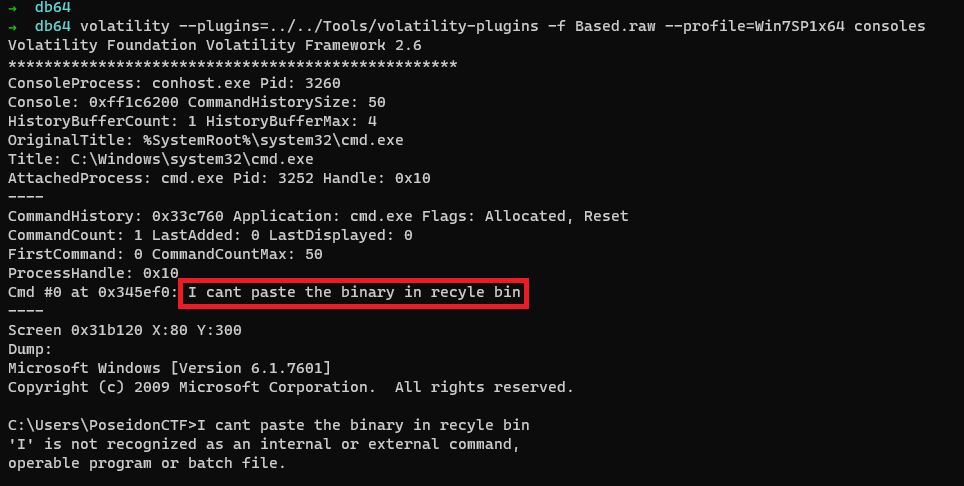 → db64
→ db64 volatility --plugins=../../Tools/volatility-plugins -f Based.raw --profile=Win7SP1x64 consoles
Volatility Foundation Volatility Framework 2.6
**************************************************
ConsoleProcess: conhost.exe Pid: 3260
Console: 0xff1c6200 CommandHistorySize: 50
HistoryBufferCount: 1 HistoryBufferMax: 4
OriginalTitle: %SystemRoot%\system32\cmd.exe
Title: C:\Windows\system32\cmd.exe
AttachedProcess: cmd.exe Pid: 3252 Handle: 0x10
----
CommandHistory: 0x33c760 Application: cmd.exe Flags: Allocated, Reset
CommandCount: 1 LastAdded: 0 LastDisplayed: 0
FirstCommand: 0 CommandCountMax: 50
ProcessHandle: 0x10
Cmd #0 at 0x345ef0: I cant paste the binary in recyle bin
----
Screen 0x31b120 X:80 Y:300
Dump:
Microsoft Windows [Version 6.1.7601]
Copyright (c) 2009 Microsoft Corporation.  All rights reserved.
C:\Users\PoseidonCTF>I cant paste the binary in recyle bin
'I' is not recognized as an internal or external command,
operable program or batch file.